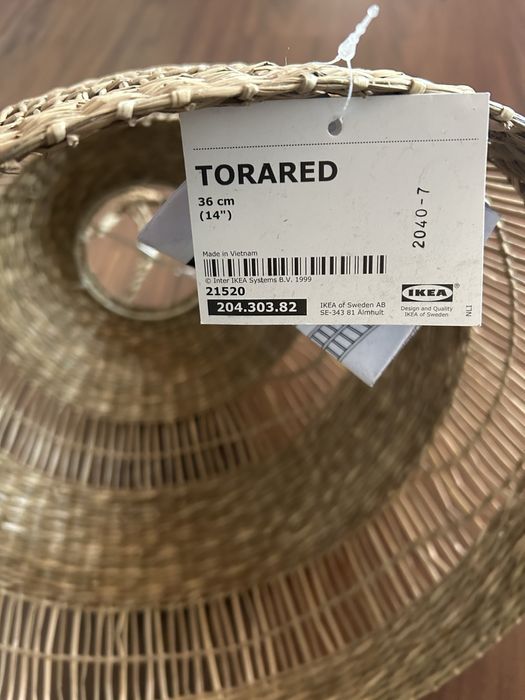 TORARED
36 cm
(14")
2040-7
Made in Vietnam
© Inter IKEA Systems B.V. 1999
21520
204.303.82
IKEA of Sweden AB
SE-343 81 Älmhult
IKEA®
Design and Quality
IKEA of Sweden
NLI